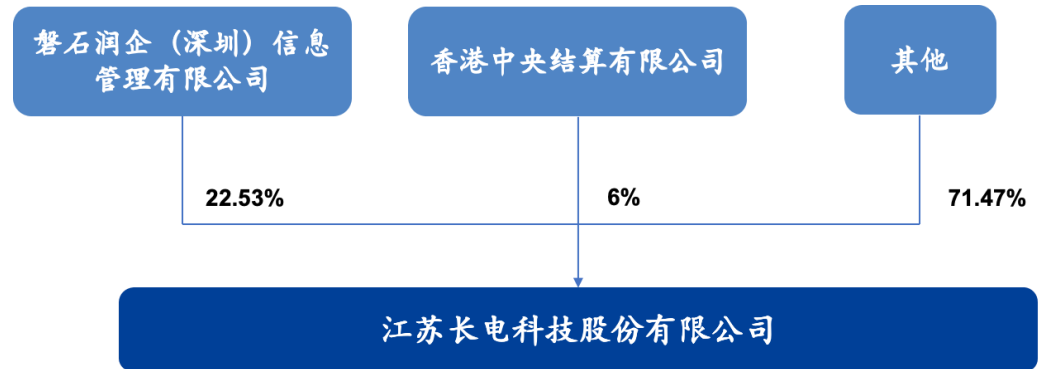 磐石润企（深圳）信息
管理有限公司
香港中央结算有限公司
其他
22.53%
6%
71.47%
江苏长电科技股份有限公司